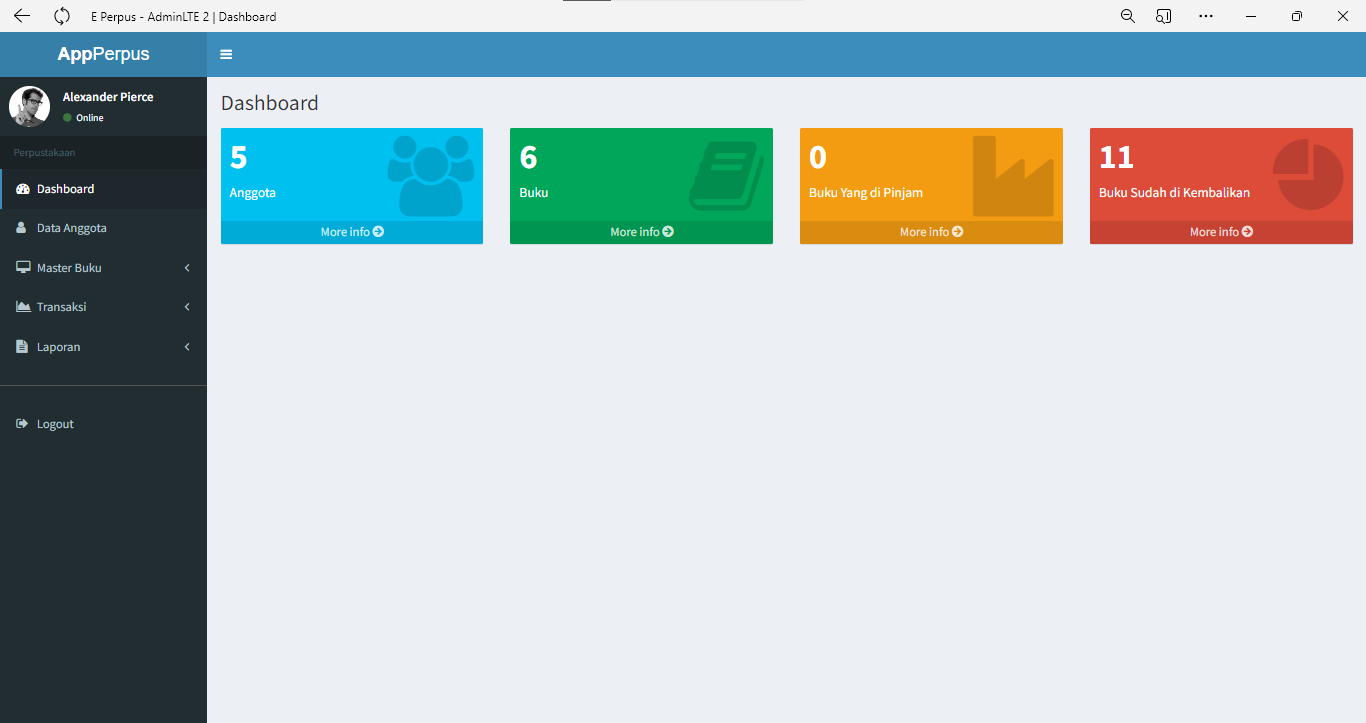 E Perpus - AdminLTE 2 | Dashboard
AppPerpus
Alexander Pierce
Online
Perpustakaan
Dashboard
Data Anggota
Master Buku
Transaksi
Laporan
Logout
Dashboard
5
Anggota
More info
6
Buku
More info
0
Buku Yang di Pinjam
More info
11
Buku Sudah di Kembalikan
More info